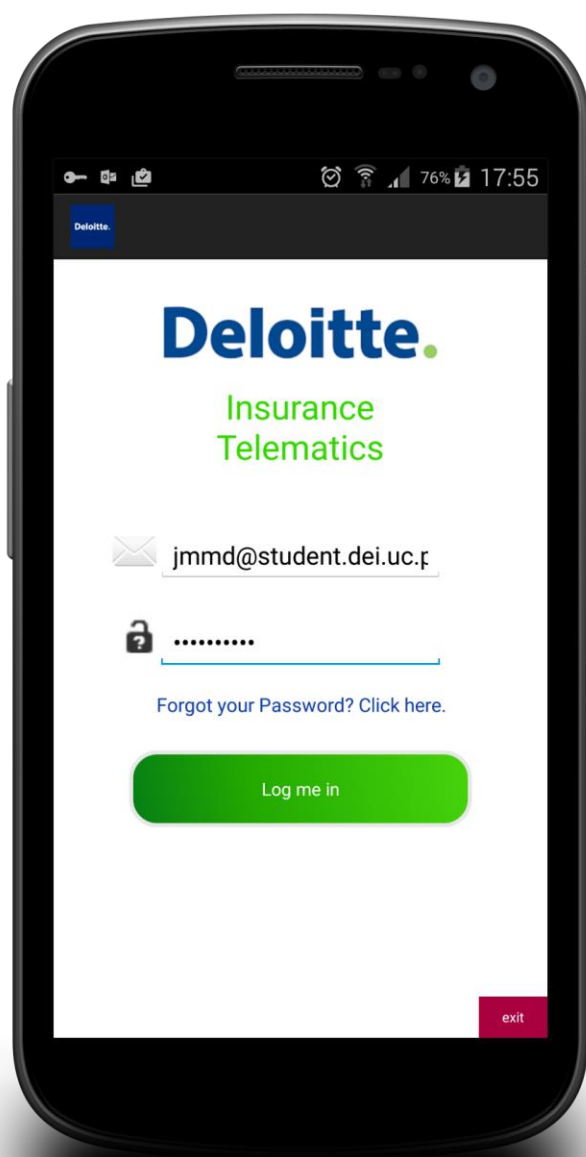 76% 17:55
Deloitte.
Deloitte.
Insurance
Telematics
jmmd@student.dei.uc.p
••••••••••
Forgot your Password? Click here.
Log me in
exit